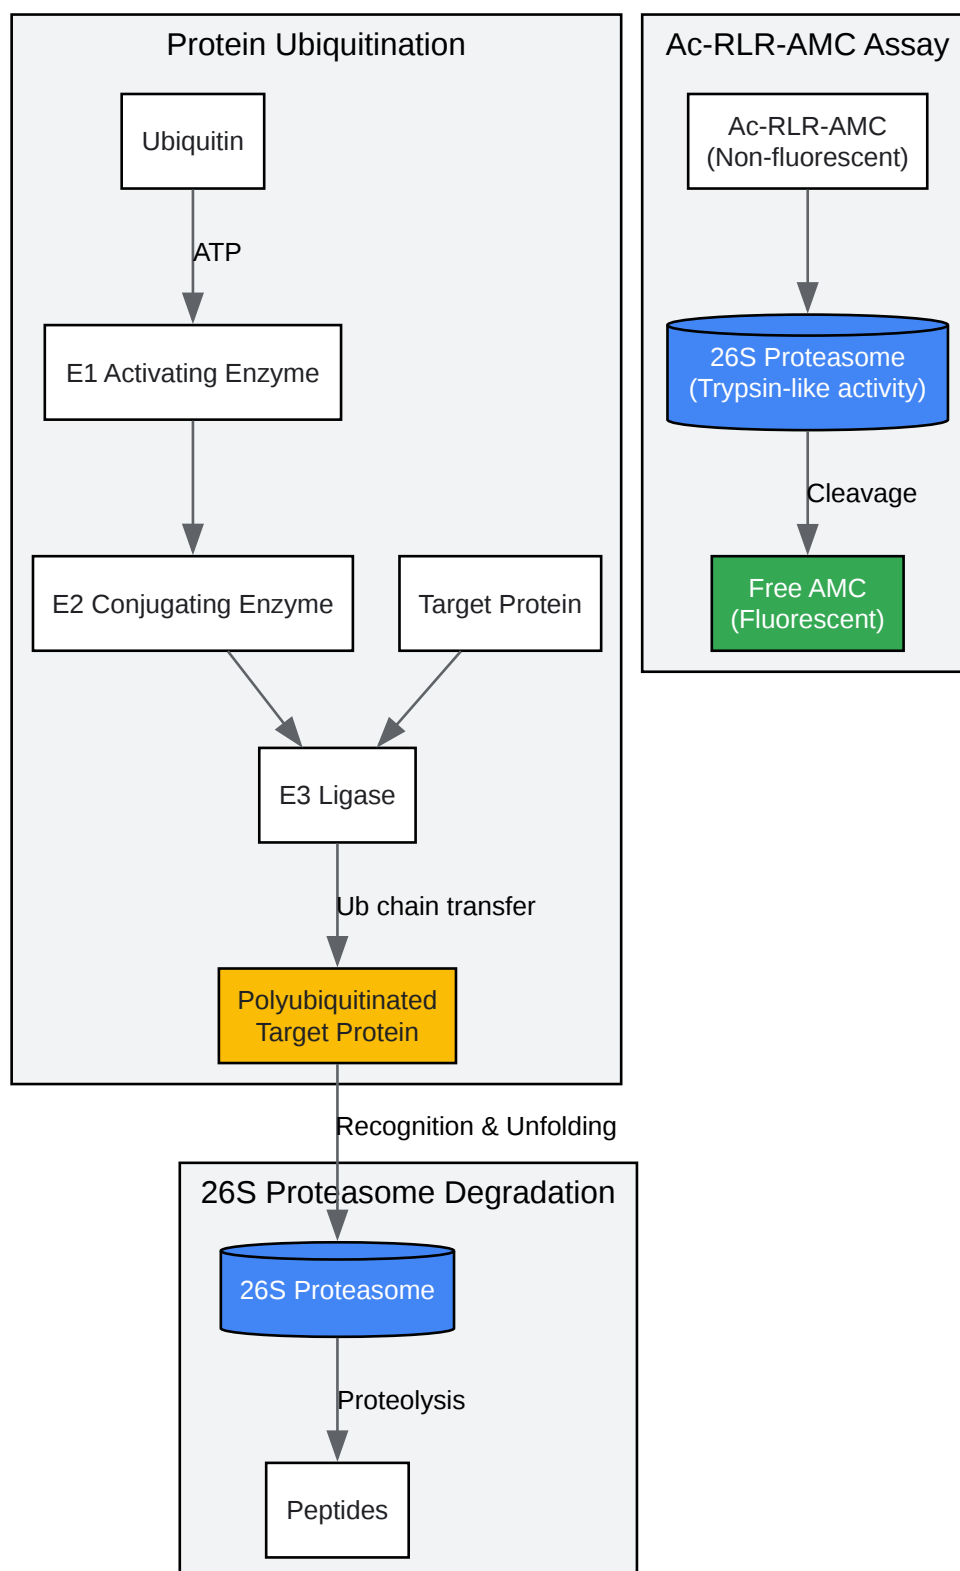 Protein Ubiquitination
Ubiquitin
ATP
E1 Activating Enzyme
E2 Conjugating Enzyme
Target Protein
E3 Ligase
Ub chain transfer
Polyubiquitinated
Target Protein
Recognition & Unfolding
26S Proteasome Degradation
26S Proteasome
Proteolysis
Peptides
Ac-RLR-AMC Assay
Ac-RLR-AMC
(Non-fluorescent)
26S Proteasome
(Trypsin-like activity)
Cleavage
Free AMC
(Fluorescent)